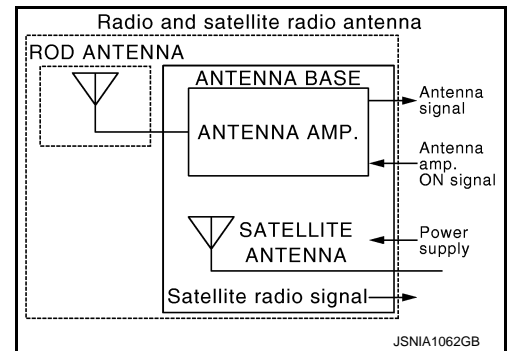 Radio and satellite radio antenna
ROD ANTENNA
ANTENNA BASE
ANTENNA AMP.
Antenna
signal
Antenna
amp.
ON signal
SATELLITE
ANTENNA
Power
supply
Satellite radio signal
JSNIA1062GB